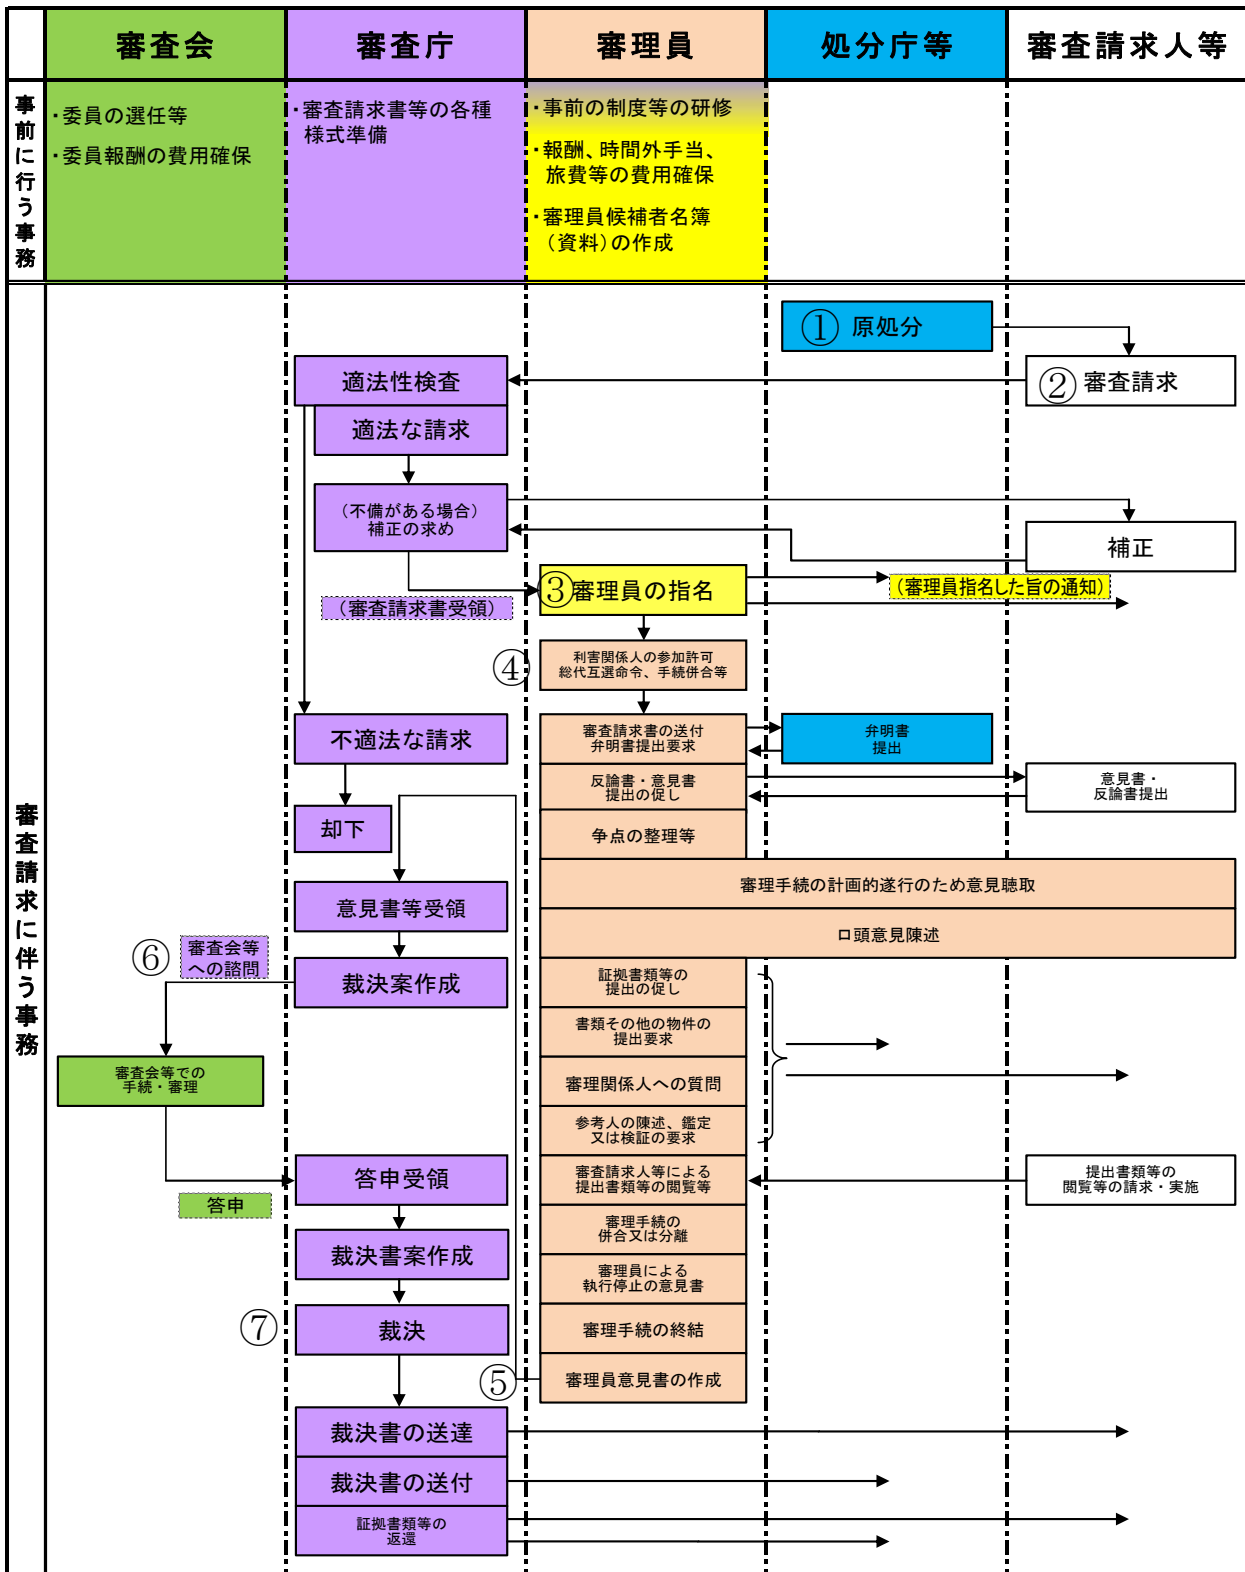 審査会
審査庁
審理員
処分庁等
審査請求人等
事前に行う事務
・委員の選任等
・委員報酬の費用確保
・審査請求書等の各種
様式準備
・事前の制度等の研修
・報酬、時間外手当、
旅費等の費用確保
・審理員候補者名簿
（資料）の作成
審査請求に伴う事務
① 原処分
② 審査請求
適法性検査
適法な請求
（不備がある場合）
補正の求め
補正
（審査請求書受領）
③ 審理員の指名
（審理員指名した旨の通知）
④
利害関係人の参加許可
総代互選命令、手続併合等
不適法な請求
審査請求書の送付
弁明書提出要求
弁明書
提出
反論書・意見書
提出の促し
意見書・
反論書提出
却下
争点の整理等
審理手続の計画的遂行のため意見聴取
意見書等受領
口頭意見陳述
⑥
審査会等
への諮問
裁決案作成
証拠書類等の
提出の促し
書類その他の物件の
提出要求
審査会等での
手続・審理
審理関係人への質問
参考人の陳述、鑑定
又は検証の要求
答申受領
審査請求人等による
提出書類等の閲覧等
提出書類等の
閲覧等の請求・実施
答申
審理手続の
併合又は分離
裁決書案作成
審理員による
執行停止の意見書
⑦
裁決
審理手続の終結
⑤
審理員意見書の作成
裁決書の送達
裁決書の送付
証拠書類等の
返還